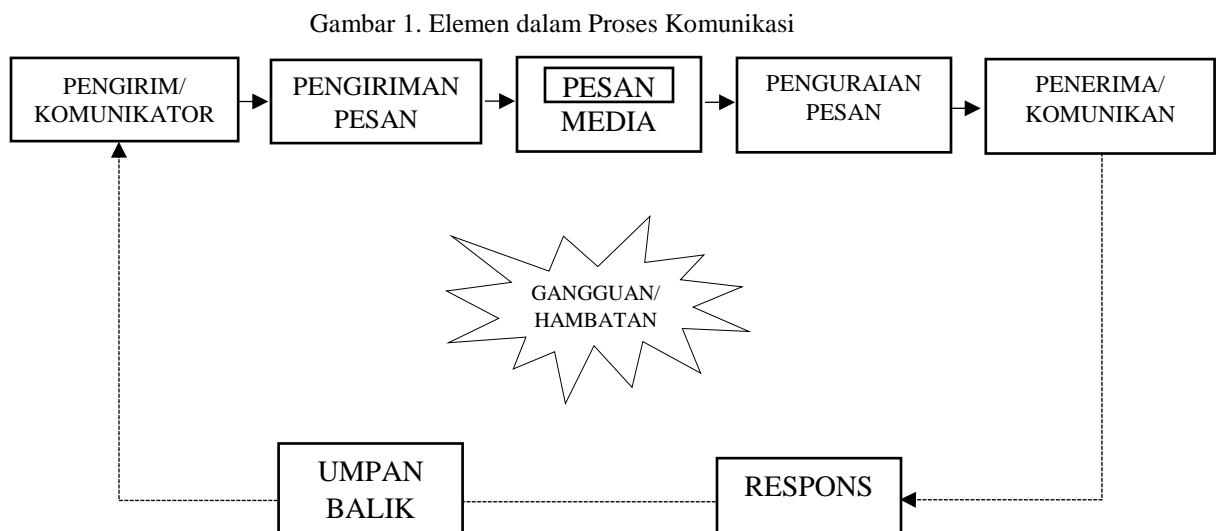 Gambar 1. Elemen dalam Proses Komunikasi
PENGIRIM/
KOMUNIKATOR
PENGIRIMAN
PESAN
PESAN
MEDIA
PENGURAIAN
PESAN
PENERIMA/
KOMUNIKAN
GANGGUAN/
HAMBATAN
UMPAN
BALIK
RESPONS